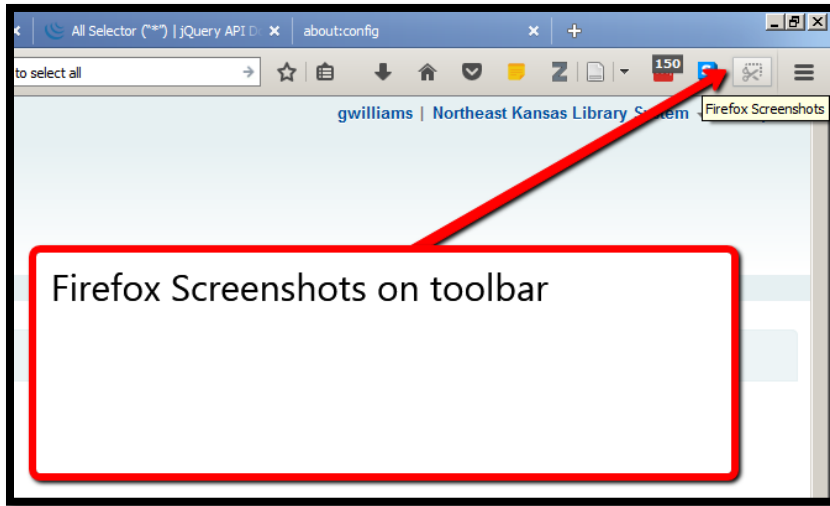 All Selector ("*") | jQuery API D
about:config
to select all
Z
150
S
gwilliams | Northeast Kansas Library System
Firefox Screenshots
Firefox Screenshots on toolbar